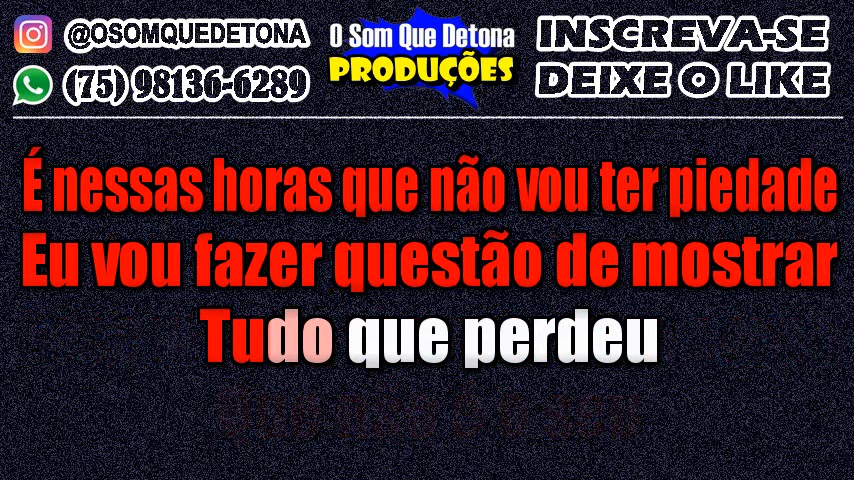 @OSOMQUEDETONA
(75) 98136-6289
O Som Que Detona
PRODUÇÕES
INSCREVA-SE
DEIXE O LIKE
É nessas horas que não vou ter piedade
Eu vou fazer questão de mostrar
Tudo que perdeu